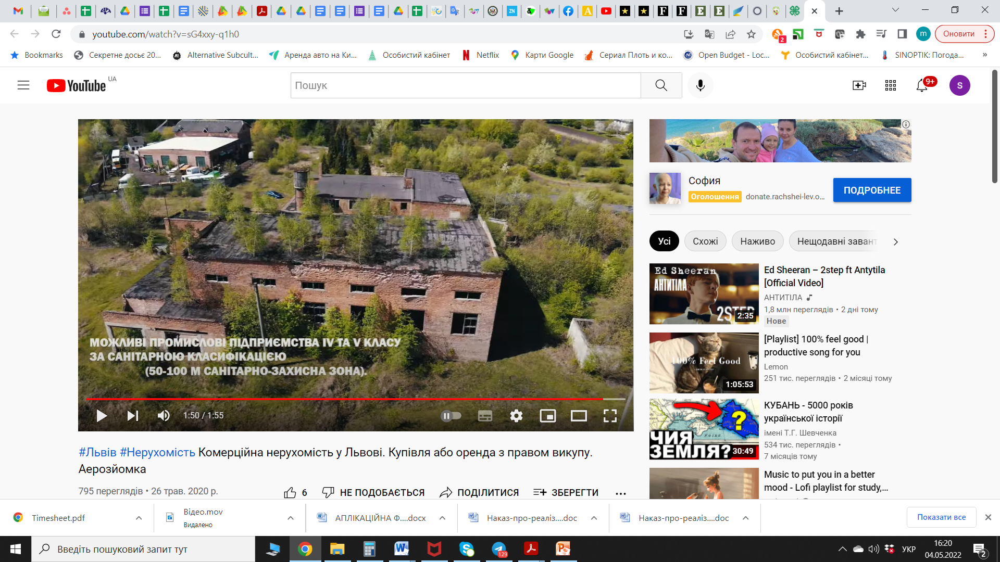 youtube.com/watch?v=sG4xxy-q1h0
2
m
Оновити
Bookmarks
Секретне досьє 20...
Alternative Subcult...
Аренда авто на Ки...
Особистий кабінет
Netflix
Карти Google
Сериал Плоть и ко...
Open Budget - Loc...
Особистий кабінет...
SINOPTIK: Погода...
»
YouTube UA
Пошук
9+
S
МОЖЛИВІ ПРОМИСЛОВІ ПІДПРИЄМСТВА IV ТА V КЛАСУ
ЗА САНІТАРНОЮ КЛАСИФІКАЦІЄЮ
(50-100 М САНІТАРНО-ЗАХИСНА ЗОНА).
1:50 / 1:55
#Львів #Нерухомість Комерційна нерухомість у Львові. Купівля або оренда з правом викупу.
Аерозйомка
795 переглядів • 26 трав. 2020 р.
6
НЕ ПОДОБАЄТЬСЯ
ПОДІЛИТИСЯ
ЗБЕРЕГТИ
София
Оголошення donate.rachshei-lev.o...
ПОДРОБНЕЕ
Усі
Схожі
Наживо
Нещодавні завант
Ed Sheeran
АНТИТІЛА
2STEP
2:35
Ed Sheeran – 2step ft Antytila
[Official Video]
АНТИТІЛА
1,8 млн переглядів • 2 дні тому
Нове
100% Feel Good
1:05:53
[Playlist] 100% feel good |
productive song for you
Lemon
251 тис. переглядів • 2 місяці тому
?
ЧИЯ
ЗЕМЛЯ?
30:49
КУБАНЬ - 5000 років
української історії
імені Т.Г. Шевченка
534 тис. переглядів •
7 місяців тому
Music to put you in a better
mood - Lofi playlist for study,...
Timesheet.pdf
Відео.mov
Видалено
АПЛІКАЦІЙНА Ф....docx
Наказ-про-реаліз....doc
Наказ-про-реаліз....doc
Показати все
Введіть пошуковий запит тут
129
УКР
16:20
04.05.2022
2